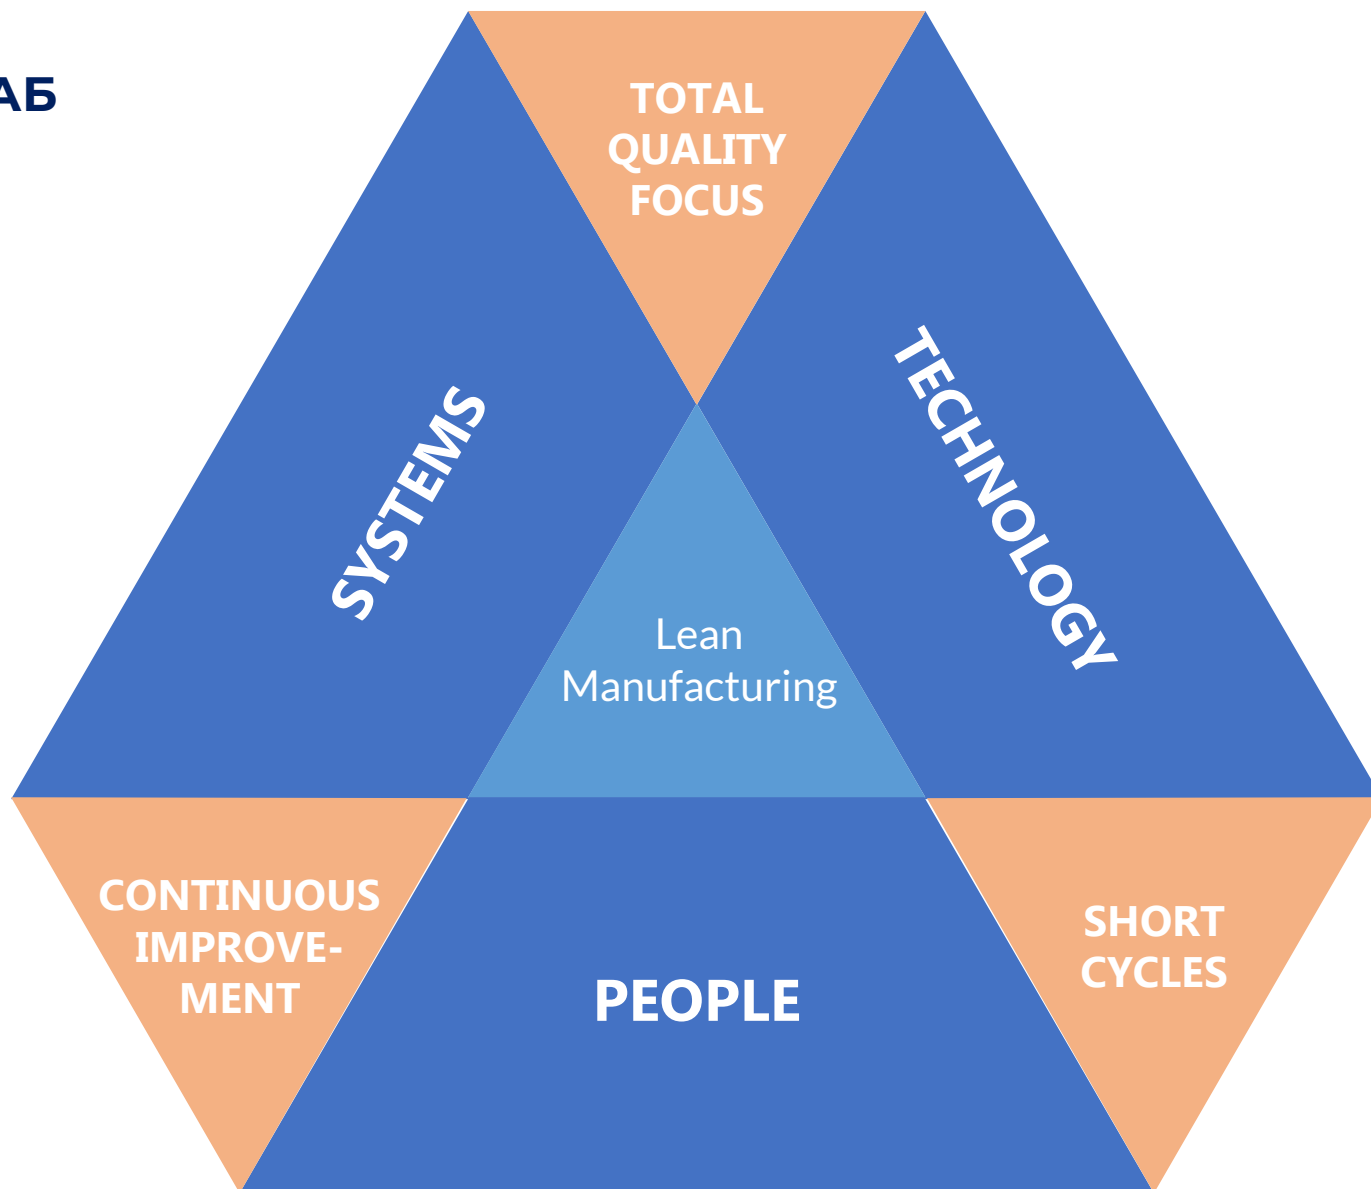 АБ
TOTAL
QUALITY
FOCUS
SYSTEMS
TECHNOLOGY
Lean
Manufacturing
CONTINUOUS
IMPROVE-
MENT
PEOPLE
SHORT
CYCLES